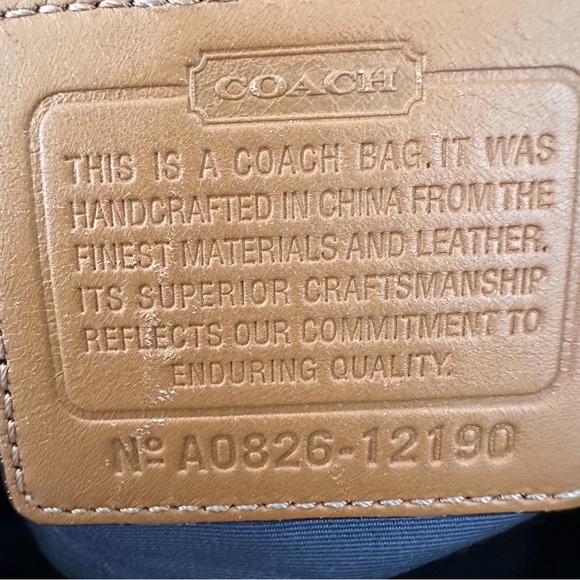 COACH
THIS IS A COACH BAG. IT WAS
HANDCRAFTED IN CHINA FROM THE
FINEST MATERIALS AND LEATHER.
ITS SUPERIOR CRAFTSMANSHIP
REFLECTS OUR COMMITMENT TO
ENDURING QUALITY.
Nº A0826-12190